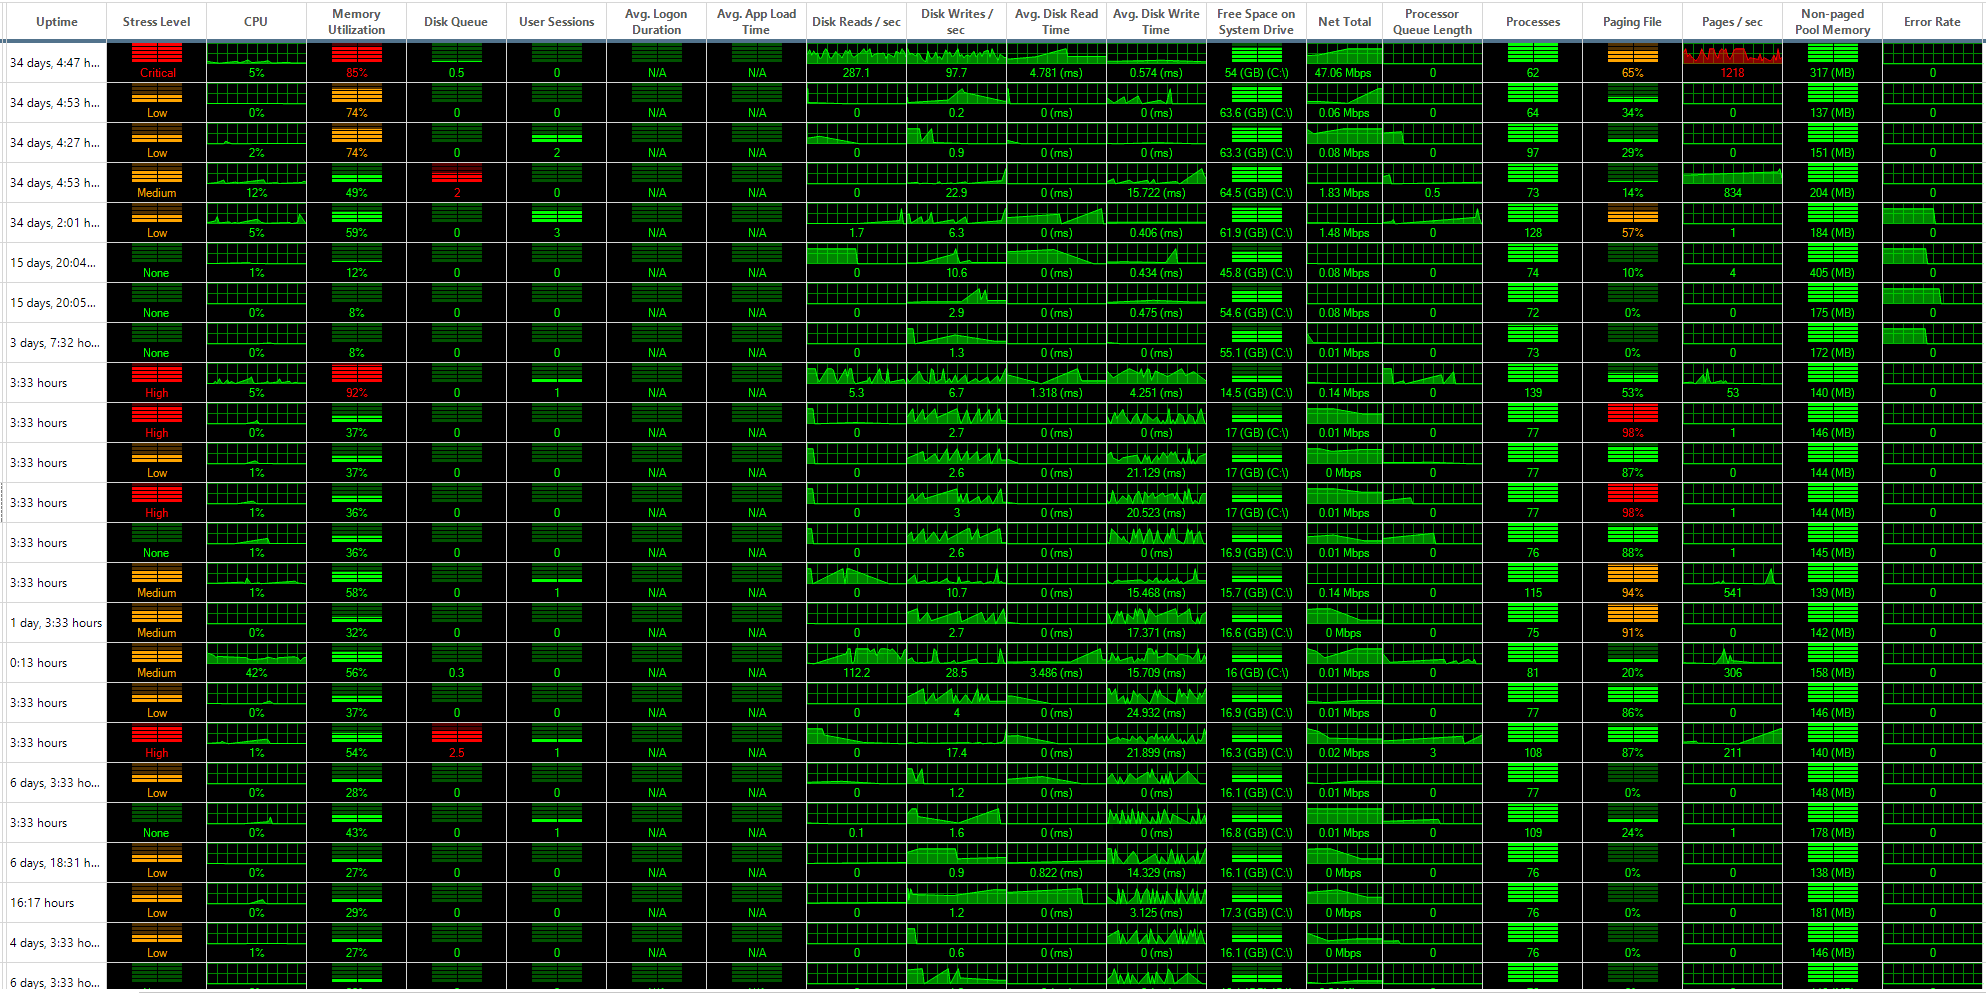 Uptime Stress Level CPU Memory Utilization Disk Queue User Sessions Avg. Logon Duration Avg. App Load Time Disk Reads / sec Disk Writes / sec Avg. Disk Read Time Avg. Disk Write Time Free Space on System Drive Net Total Processor Queue Length Processes Paging File Pages / sec Non-paged Pool Memory Error Rate
34 days, 4:47 h... Critical 5% 85% 0.5 0 N/A N/A 287.1 97.7 4.781 (ms) 0.574 (ms) 54 (GB) (C:\) 47.06 Mbps 0 62 65% 1218 317 (MB) 0
34 days, 4:53 h... Low 0% 74% 0 0 N/A N/A 0 0.2 0 (ms) 0 (ms) 63.6 (GB) (C:\) 0.06 Mbps 0 64 34% 0 137 (MB) 0
34 days, 4:27 h... Low 2% 74% 0 2 N/A N/A 0 0.9 0 (ms) 0 (ms) 63.3 (GB) (C:\) 0.08 Mbps 0 97 29% 0 151 (MB) 0
34 days, 4:53 h... Medium 12% 49% 2 0 N/A N/A 0 22.9 0 (ms) 15.722 (ms) 64.5 (GB) (C:\) 1.83 Mbps 0.5 73 14% 834 204 (MB) 0
34 days, 2:01 h... Low 5% 59% 0 3 N/A N/A 1.7 6.3 0 (ms) 0.406 (ms) 61.9 (GB) (C:\) 1.48 Mbps 0 128 57% 1 184 (MB) 0
15 days, 20:04... None 1% 12% 0 0 N/A N/A 0 10.6 0 (ms) 0.434 (ms) 45.8 (GB) (C:\) 0.08 Mbps 0 74 10% 4 405 (MB) 0
15 days, 20:05... None 0% 8% 0 0 N/A N/A 0 2.9 0 (ms) 0.475 (ms) 54.6 (GB) (C:\) 0.08 Mbps 0 72 0% 0 175 (MB) 0
3 days, 7:32 ho... None 0% 8% 0 0 N/A N/A 0 1.3 0 (ms) 0 (ms) 55.1 (GB) (C:\) 0.01 Mbps 0 73 0% 0 172 (MB) 0
3:33 hours High 5% 92% 0 1 N/A N/A 5.3 6.7 1.318 (ms) 4.251 (ms) 14.5 (GB) (C:\) 0.14 Mbps 0 139 53% 53 140 (MB) 0
3:33 hours High 0% 37% 0 0 N/A N/A 0 2.7 0 (ms) 0 (ms) 17 (GB) (C:\) 0.01 Mbps 0 77 98% 1 146 (MB) 0
3:33 hours Low 1% 37% 0 0 N/A N/A 0 2.6 0 (ms) 21.129 (ms) 17 (GB) (C:\) 0 Mbps 0 77 87% 0 144 (MB) 0
3:33 hours High 1% 36% 0 0 N/A N/A 0 3 0 (ms) 20.523 (ms) 17 (GB) (C:\) 0.01 Mbps 0 77 98% 1 144 (MB) 0
3:33 hours None 1% 36% 0 0 N/A N/A 0 2.6 0 (ms) 0 (ms) 16.9 (GB) (C:\) 0.01 Mbps 0 76 88% 1 145 (MB) 0
3:33 hours Medium 1% 58% 0 1 N/A N/A 0 10.7 0 (ms) 15.468 (ms) 15.7 (GB) (C:\) 0.14 Mbps 0 115 94% 541 139 (MB) 0
1 day, 3:33 hours Medium 0% 32% 0 0 N/A N/A 0 2.7 0 (ms) 17.371 (ms) 16.6 (GB) (C:\) 0 Mbps 0 75 91% 0 142 (MB) 0
0:13 hours Medium 42% 56% 0.3 0 N/A N/A 112.2 28.5 3.486 (ms) 15.709 (ms) 16 (GB) (C:\) 0.01 Mbps 0 81 20% 306 158 (MB) 0
3:33 hours Low 0% 37% 0 0 N/A N/A 0 4 0 (ms) 24.932 (ms) 16.9 (GB) (C:\) 0.01 Mbps 0 77 86% 0 146 (MB) 0
3:33 hours High 1% 54% 2.5 1 N/A N/A 0 17.4 0 (ms) 21.899 (ms) 16.3 (GB) (C:\) 0.02 Mbps 3 108 87% 211 140 (MB) 0
6 days, 3:33 ho... Low 0% 28% 0 0 N/A N/A 0 1.2 0 (ms) 0 (ms) 16.1 (GB) (C:\) 0.01 Mbps 0 77 0% 0 148 (MB) 0
3:33 hours None 0% 43% 0 1 N/A N/A 0.1 1.6 0 (ms) 0 (ms) 16.8 (GB) (C:\) 0.01 Mbps 0 109 24% 1 178 (MB) 0
6 days, 18:31 h... Low 0% 27% 0 0 N/A N/A 0 0.9 0.822 (ms) 14.329 (ms) 16.1 (GB) (C:\) 0 Mbps 0 76 0% 0 138 (MB) 0
16:17 hours Low 0% 29% 0 0 N/A N/A 0 1.2 0 (ms) 3.125 (ms) 17.3 (GB) (C:\) 0 Mbps 0 76 0% 0 181 (MB) 0
4 days, 3:33 ho... Low 1% 27% 0 0 N/A N/A 0 0.6 0 (ms) 0 (ms) 16.1 (GB) (C:\) 0 Mbps 0 76 0% 0 146 (MB) 0
6 days, 3:33 ho...